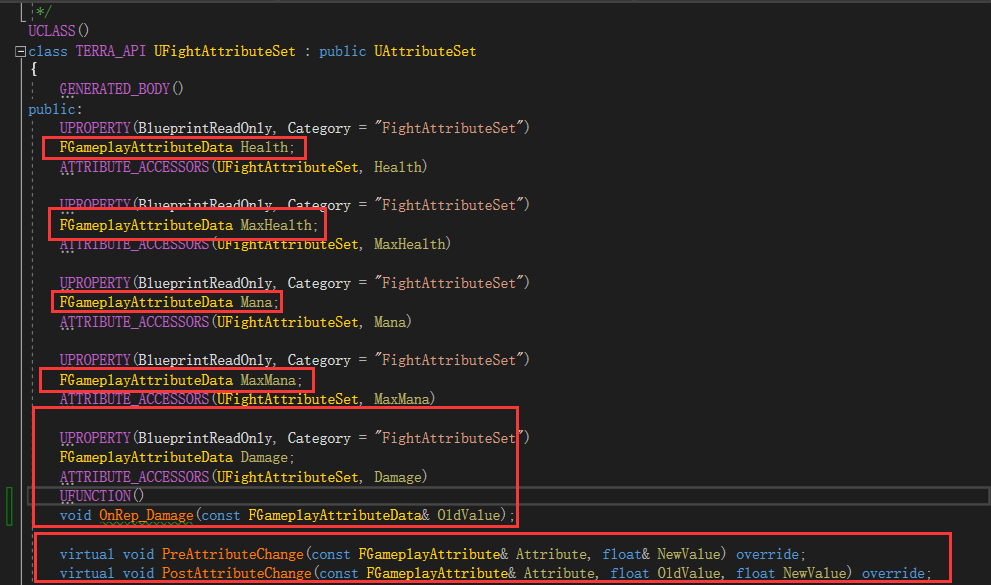 */
UCLASS()
class TERRA_API UFightAttributeSet : public UAttributeSet
{
GENERATED_BODY()
public:
UPROPERTY(BlueprintReadOnly, Category = "FightAttributeSet")
FGameplayAttributeData Health;
ATTRIBUTE_ACCESSORS(UFightAttributeSet, Health)
UPROPERTY(BlueprintReadOnly, Category = "FightAttributeSet")
FGameplayAttributeData MaxHealth;
ATTRIBUTE_ACCESSORS(UFightAttributeSet, MaxHealth)
UPROPERTY(BlueprintReadOnly, Category = "FightAttributeSet")
FGameplayAttributeData Mana;
ATTRIBUTE_ACCESSORS(UFightAttributeSet, Mana)
UPROPERTY(BlueprintReadOnly, Category = "FightAttributeSet")
FGameplayAttributeData MaxMana;
ATTRIBUTE_ACCESSORS(UFightAttributeSet, MaxMana)
UPROPERTY(BlueprintReadOnly, Category = "FightAttributeSet")
FGameplayAttributeData Damage;
ATTRIBUTE_ACCESSORS(UFightAttributeSet, Damage)
UFUNCTION()
void OnRep_Damage(const FGameplayAttributeData& OldValue);
virtual void PreAttributeChange(const FGameplayAttribute& Attribute, float& NewValue) override;
virtual void PostAttributeChange(const FGameplayAttribute& Attribute, float OldValue, float NewValue) override;